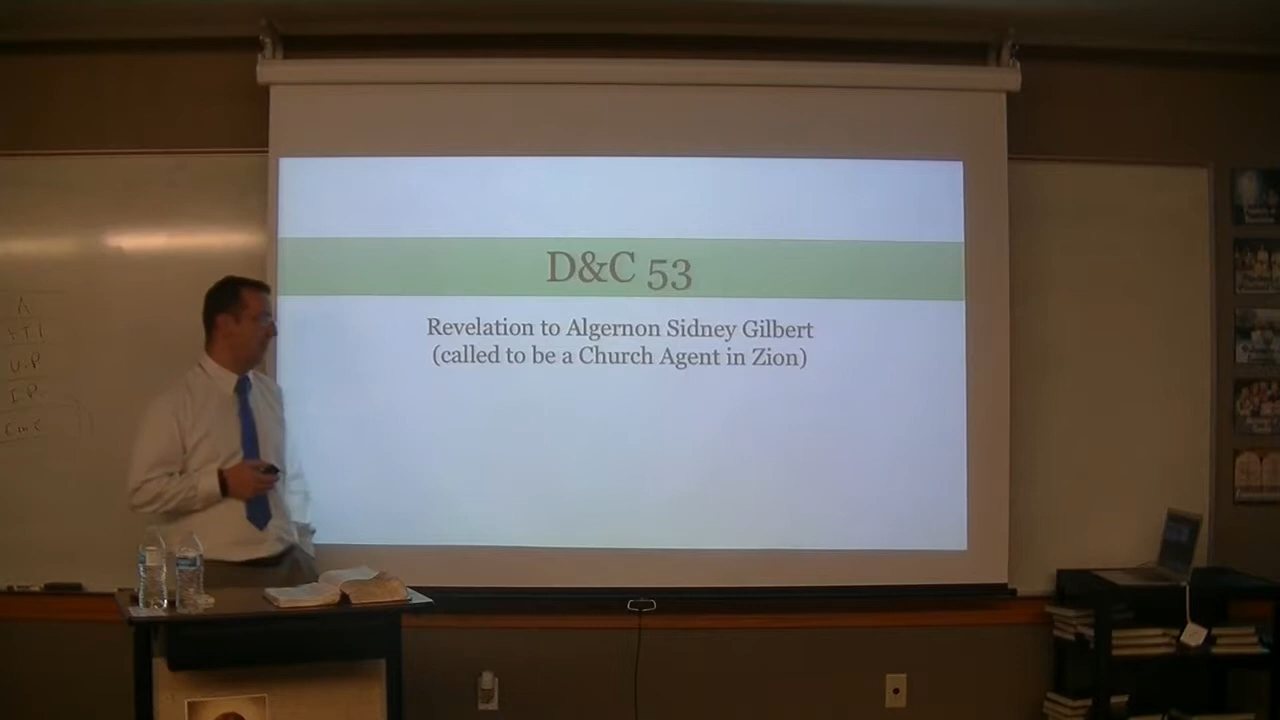 D&C 53
Revelation to Algernon Sidney Gilbert
(called to be a Church Agent in Zion)
A
U.P